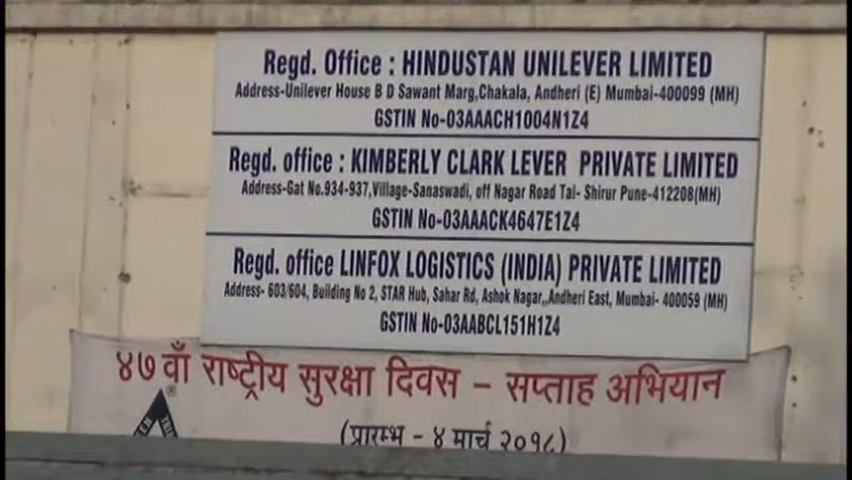 Regd. Office : HINDUSTAN UNILEVER LIMITED
Address-Unilever House B D Sawant Marg,Chakala, Andheri (E) Mumbai-400099 (MH)
GSTIN No-03AAACH1004N1Z4
Regd. office : KIMBERLY CLARK LEVER PRIVATE LIMITED
Address-Gat No.934-937,Village-Sanaswadi, off Nagar Road Tal- Shirur Pune-412208(MH)
GSTIN No-03AAACK4647E1Z4
Regd. office LINFOX LOGISTICS (INDIA) PRIVATE LIMITED
Address- 603/604, Building No 2, STAR Hub, Sahar Rd, Ashok Nagar,,Andheri East, Mumbai- 400059 (MH)
GSTIN No-03AABCL151H1Z4
४७ वाँ राष्ट्रीय सुरक्षा दिवस - सप्ताह अभियान
(प्रारम्भ - ४ मार्च २०१८)